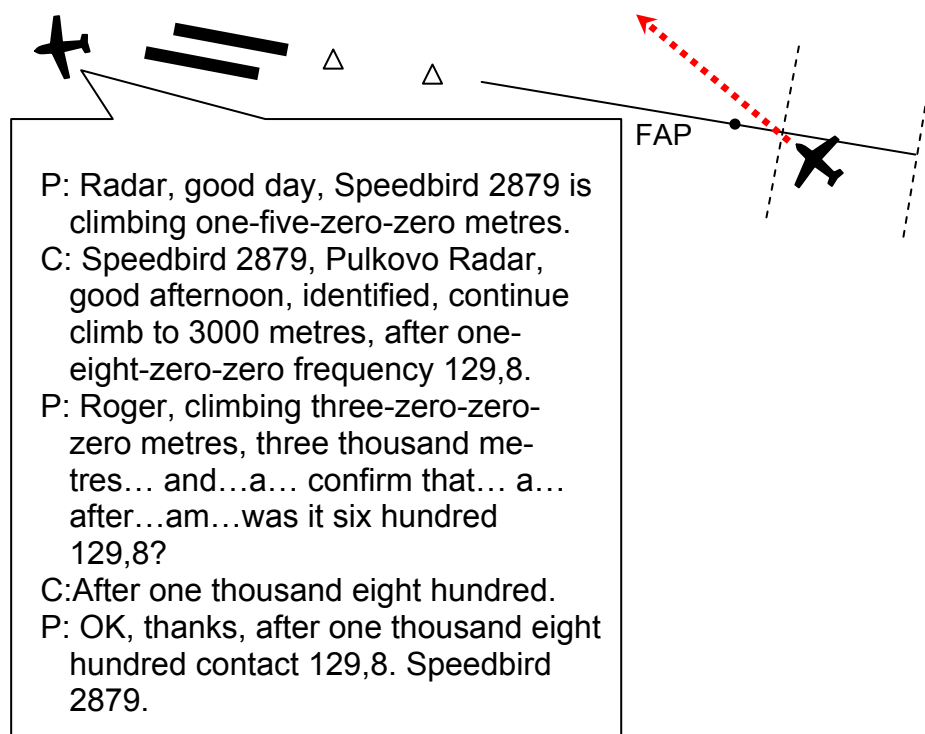 FAP
P: Radar, good day, Speedbird 2879 is
climbing one-five-zero-zero metres.
C: Speedbird 2879, Pulkovo Radar,
good afternoon, identified, continue
climb to 3000 metres, after one-
eight-zero-zero frequency 129,8.
P: Roger, climbing three-zero-zero-
zero metres, three thousand me-
tres… and…a… confirm that… a…
after…am…was it six hundred
129,8?
C:After one thousand eight hundred.
P: OK, thanks, after one thousand eight
hundred contact 129,8. Speedbird
2879.